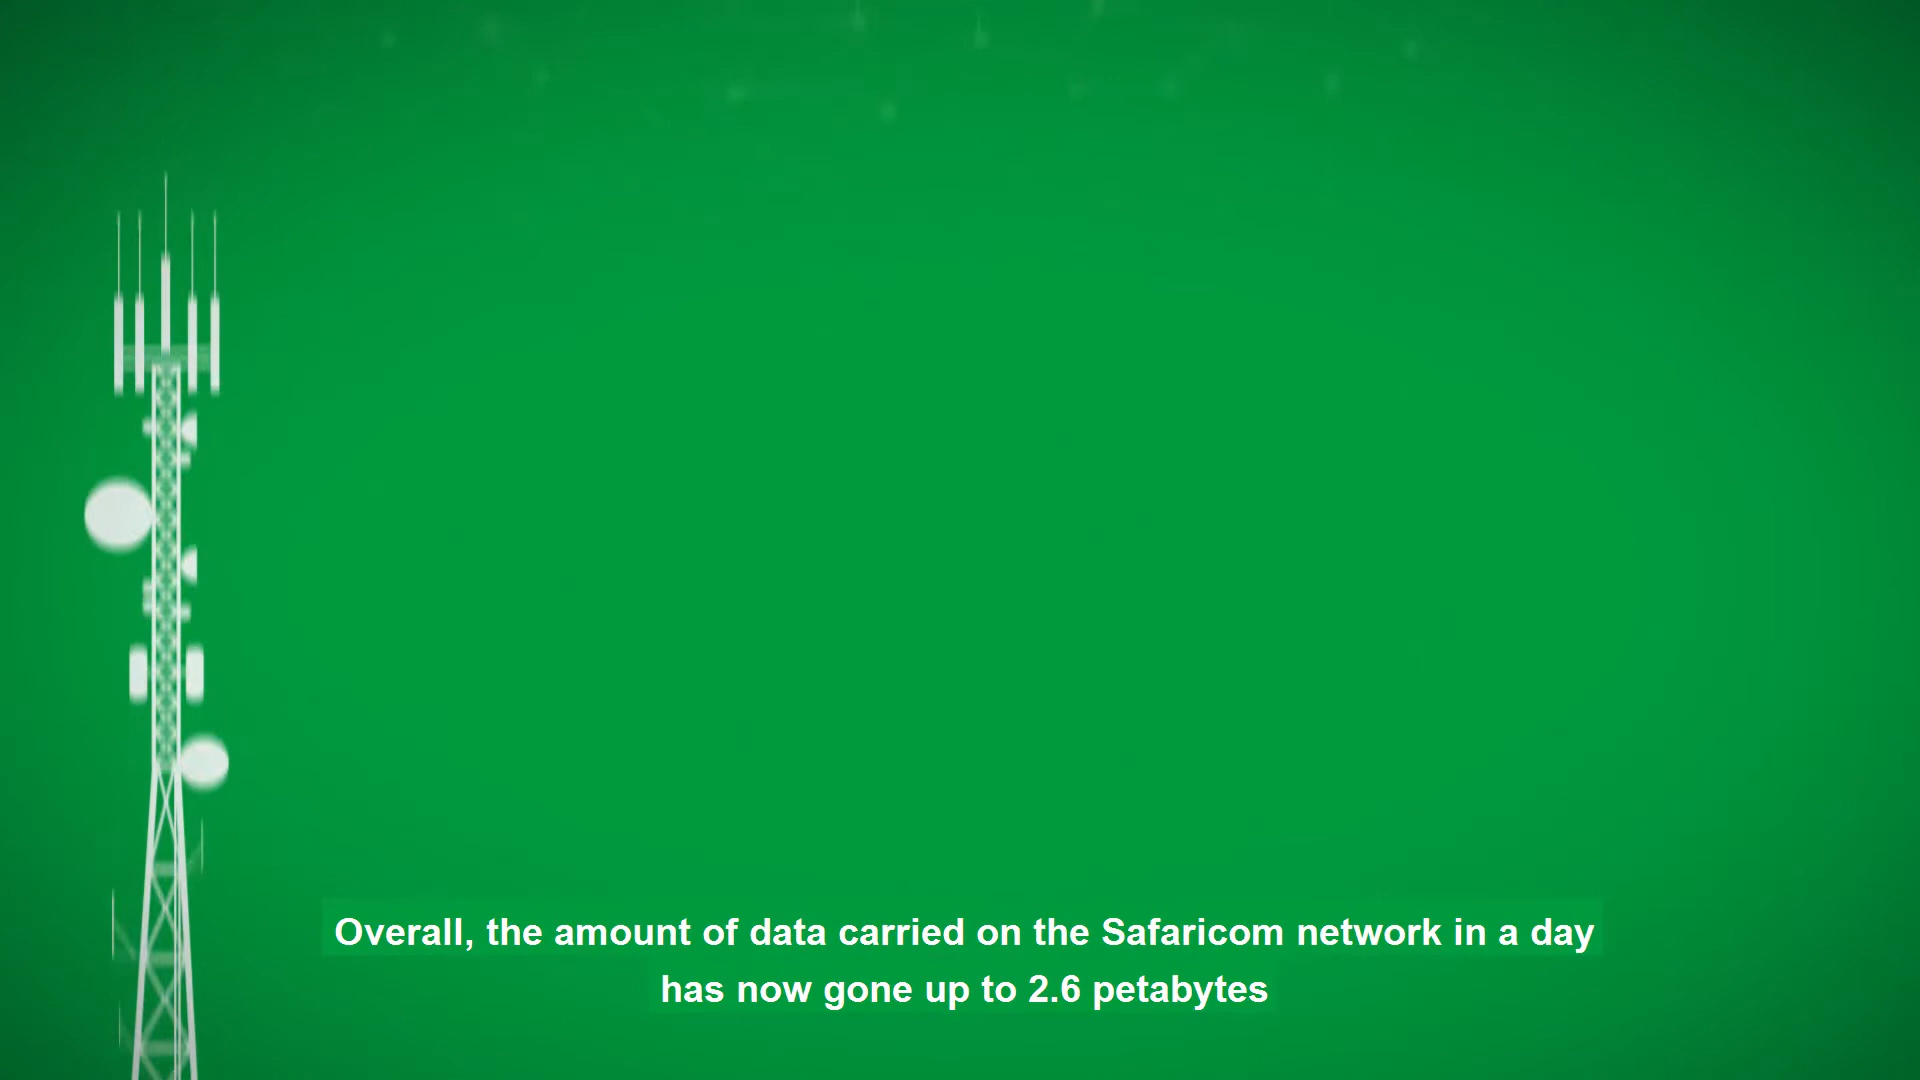 Overall, the amount of data carried on the Safaricom network in a day
has now gone up to 2.6 petabytes